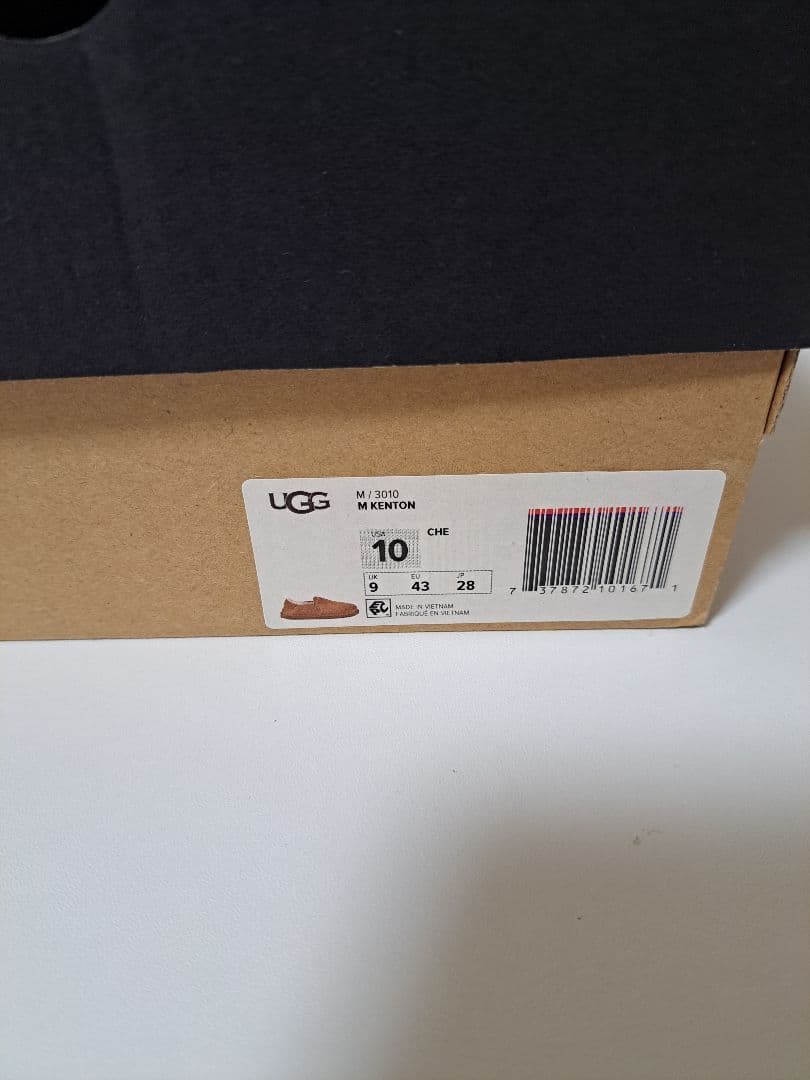 UGG
M / 3010
M KENTON
USA
10
CHE
UK EU JP
9 43 28
MADE IN VIETNAM
FABRIQUÉ EN VIETNAM
7 37872 10167 1